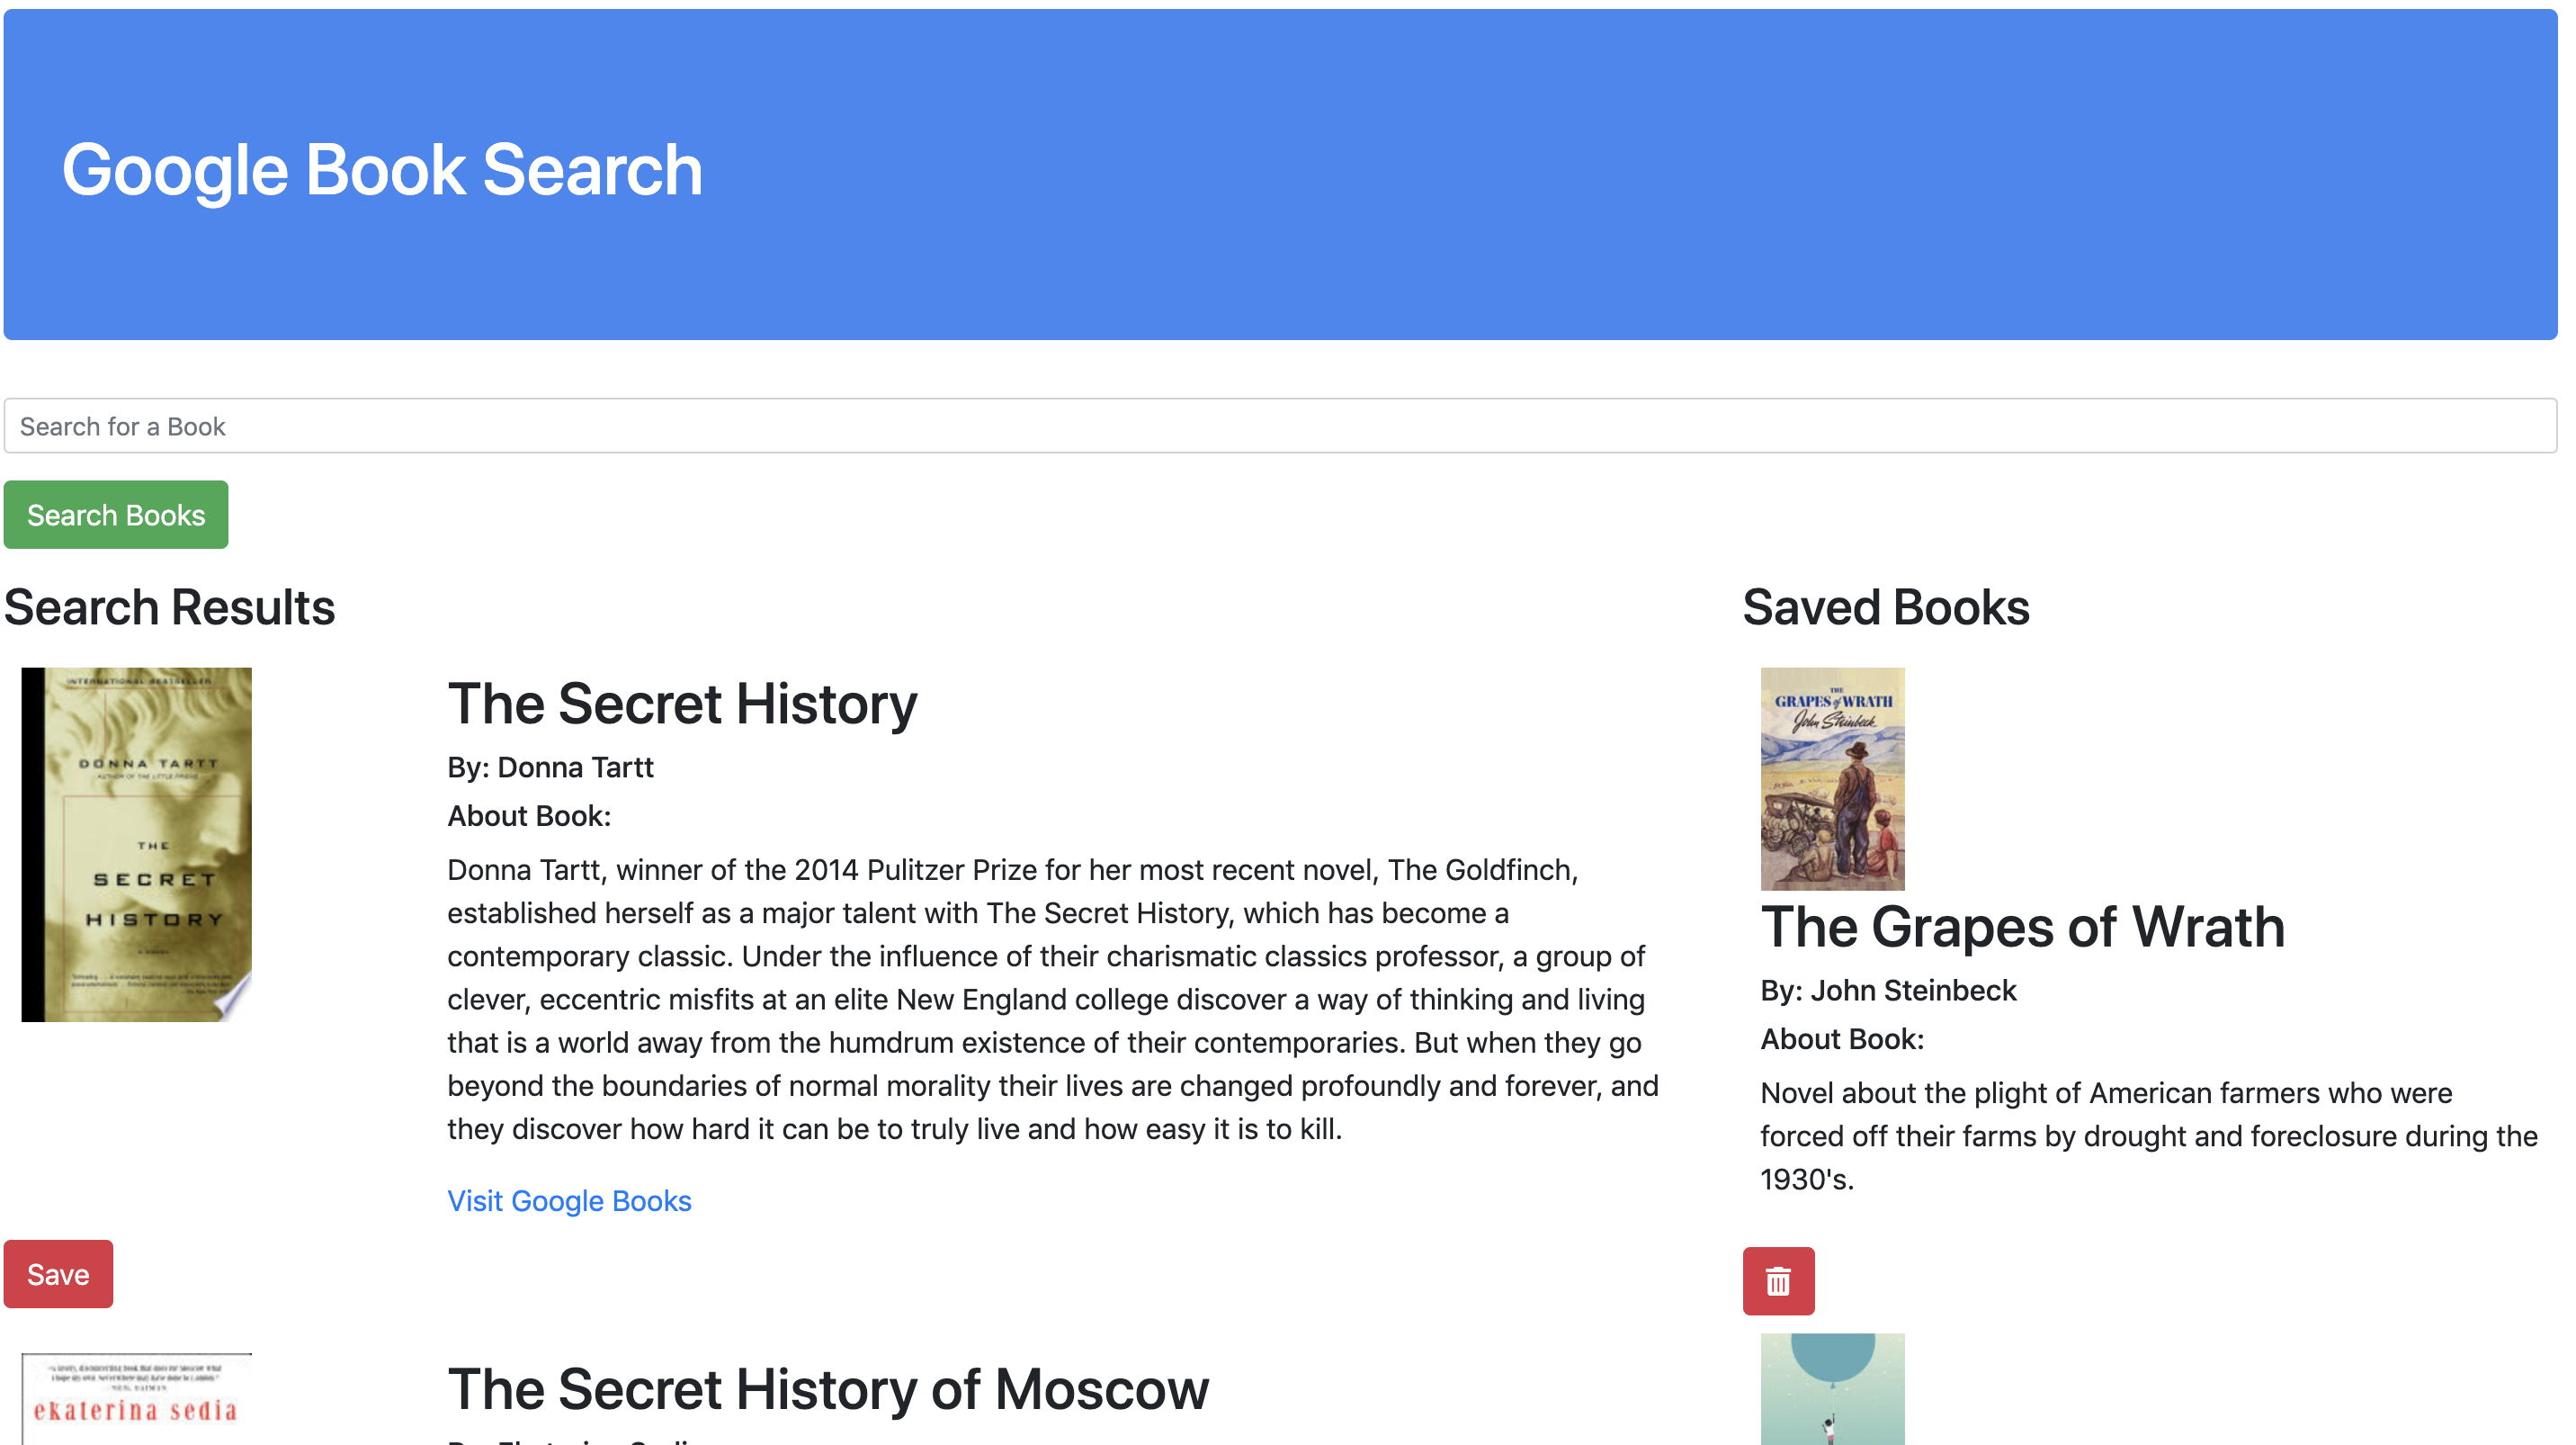 Google Book Search
Search for a Book
Search Books
Search Results
INTERNATIONAL BESTSELLER
DONNA TARTT
AUTHOR OF THE LITTLE FRIEND
THE
SECRET
HISTORY
A NOVEL
The Secret History
By: Donna Tartt
About Book:
Donna Tartt, winner of the 2014 Pulitzer Prize for her most recent novel, The Goldfinch,
established herself as a major talent with The Secret History, which has become a
contemporary classic. Under the influence of their charismatic classics professor, a group of
clever, eccentric misfits at an elite New England college discover a way of thinking and living
that is a world away from the humdrum existence of their contemporaries. But when they go
beyond the boundaries of normal morality their lives are changed profoundly and forever, and
they discover how hard it can be to truly live and how easy it is to kill.
Visit Google Books
Save
ekaterina sedia
The Secret History of Moscow
Saved Books
THE
GRAPES of WRATH
John Steinbeck
The Grapes of Wrath
By: John Steinbeck
About Book:
Novel about the plight of American farmers who were
forced off their farms by drought and foreclosure during the
1930's.